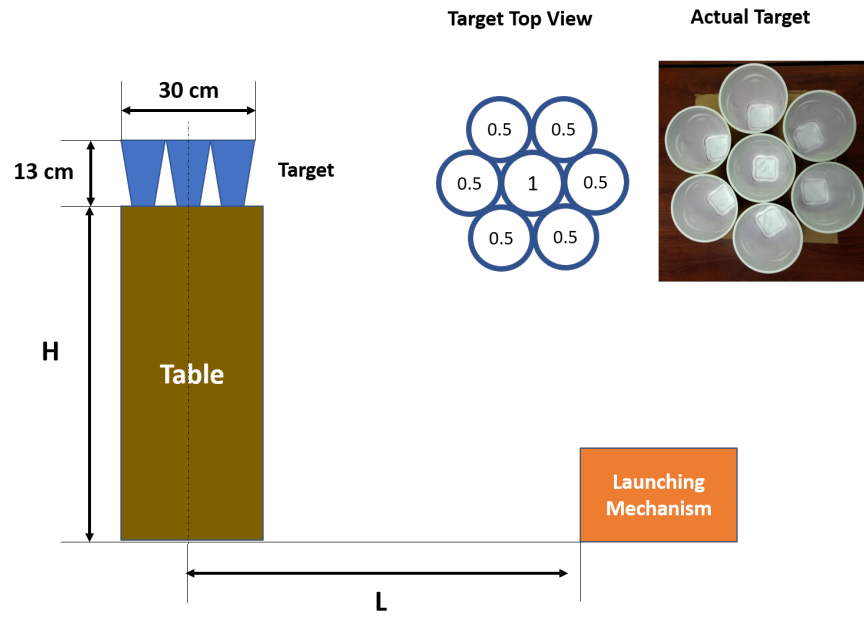 Target Top View
Actual Target
30 cm
13 cm
Target
0.5
0.5
0.5
1
0.5
0.5
0.5
H
Table
Launching
Mechanism
L